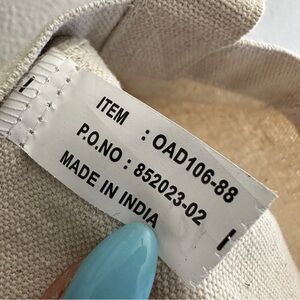 ITEM : OAD106-88
P.O.NO : 852023-02
MADE IN INDIA